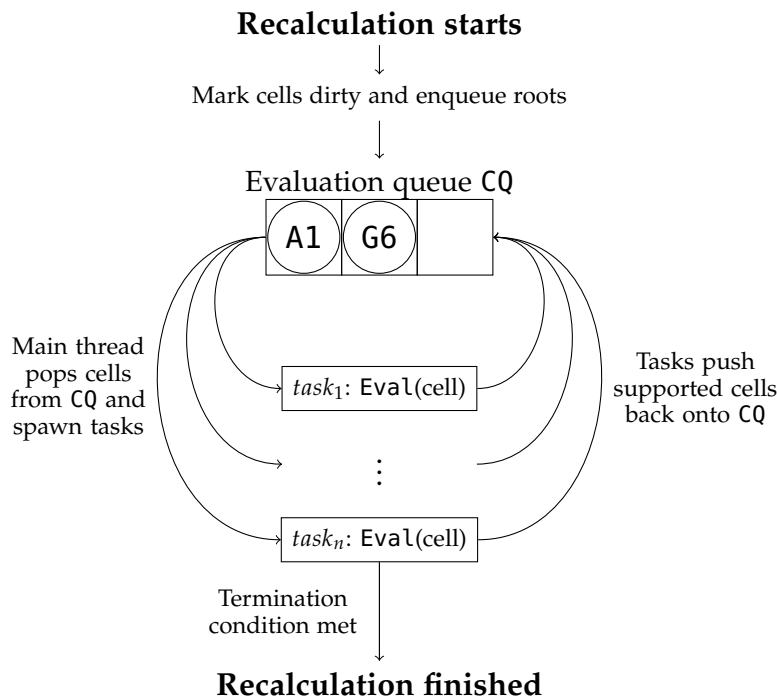 Recalculation starts
Mark cells dirty and enqueue roots
Evaluation queue CQ
A1 G6
Main thread
pops cells
from CQ and
spawn tasks
task₁: Eval(cell)
⋮
taskₙ: Eval(cell)
Tasks push
supported cells
back onto CQ
Termination
condition met
Recalculation finished